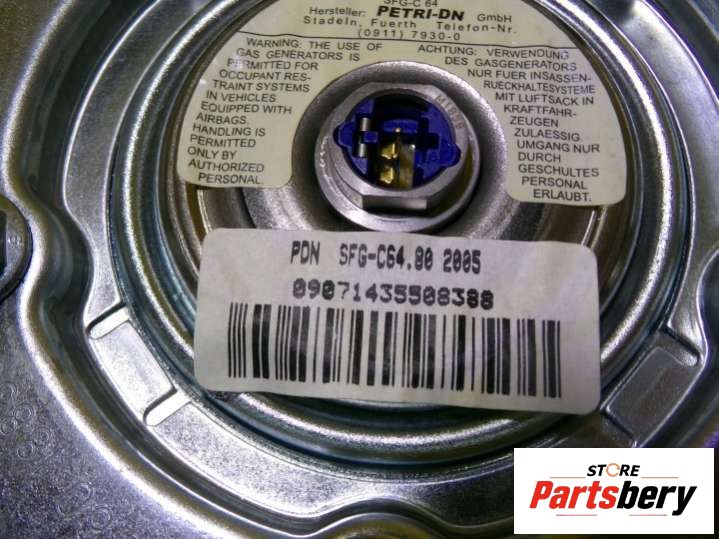 SFG-C 64
Hersteller: PETRI-DN GmbH
Stadeln, Fuerth Telefon-Nr.
(0911) 7930-0
WARNING: THE USE OF
GAS GENERATORS IS
PERMITTED FOR
OCCUPANT RES-
TRAINT SYSTEMS
IN VEHICLES
EQUIPPED WITH
AIRBAGS.
HANDLING IS
PERMITTED
ONLY BY
AUTHORIZED
PERSONAL.
ACHTUNG: VERWENDUNG
DES GASGENERATORS
NUR FUER INSASSEN-
RUECKHALTESYSTEME
MIT LUFTSACK IN
KRAFTFAHR-
ZEUGEN
ZULAESSIG.
UMGANG NUR
DURCH
GESCHULTES
PERSONAL
ERLAUBT.
PDN SFG-C64.80 2005
09071435508388
STORE
Partsbery